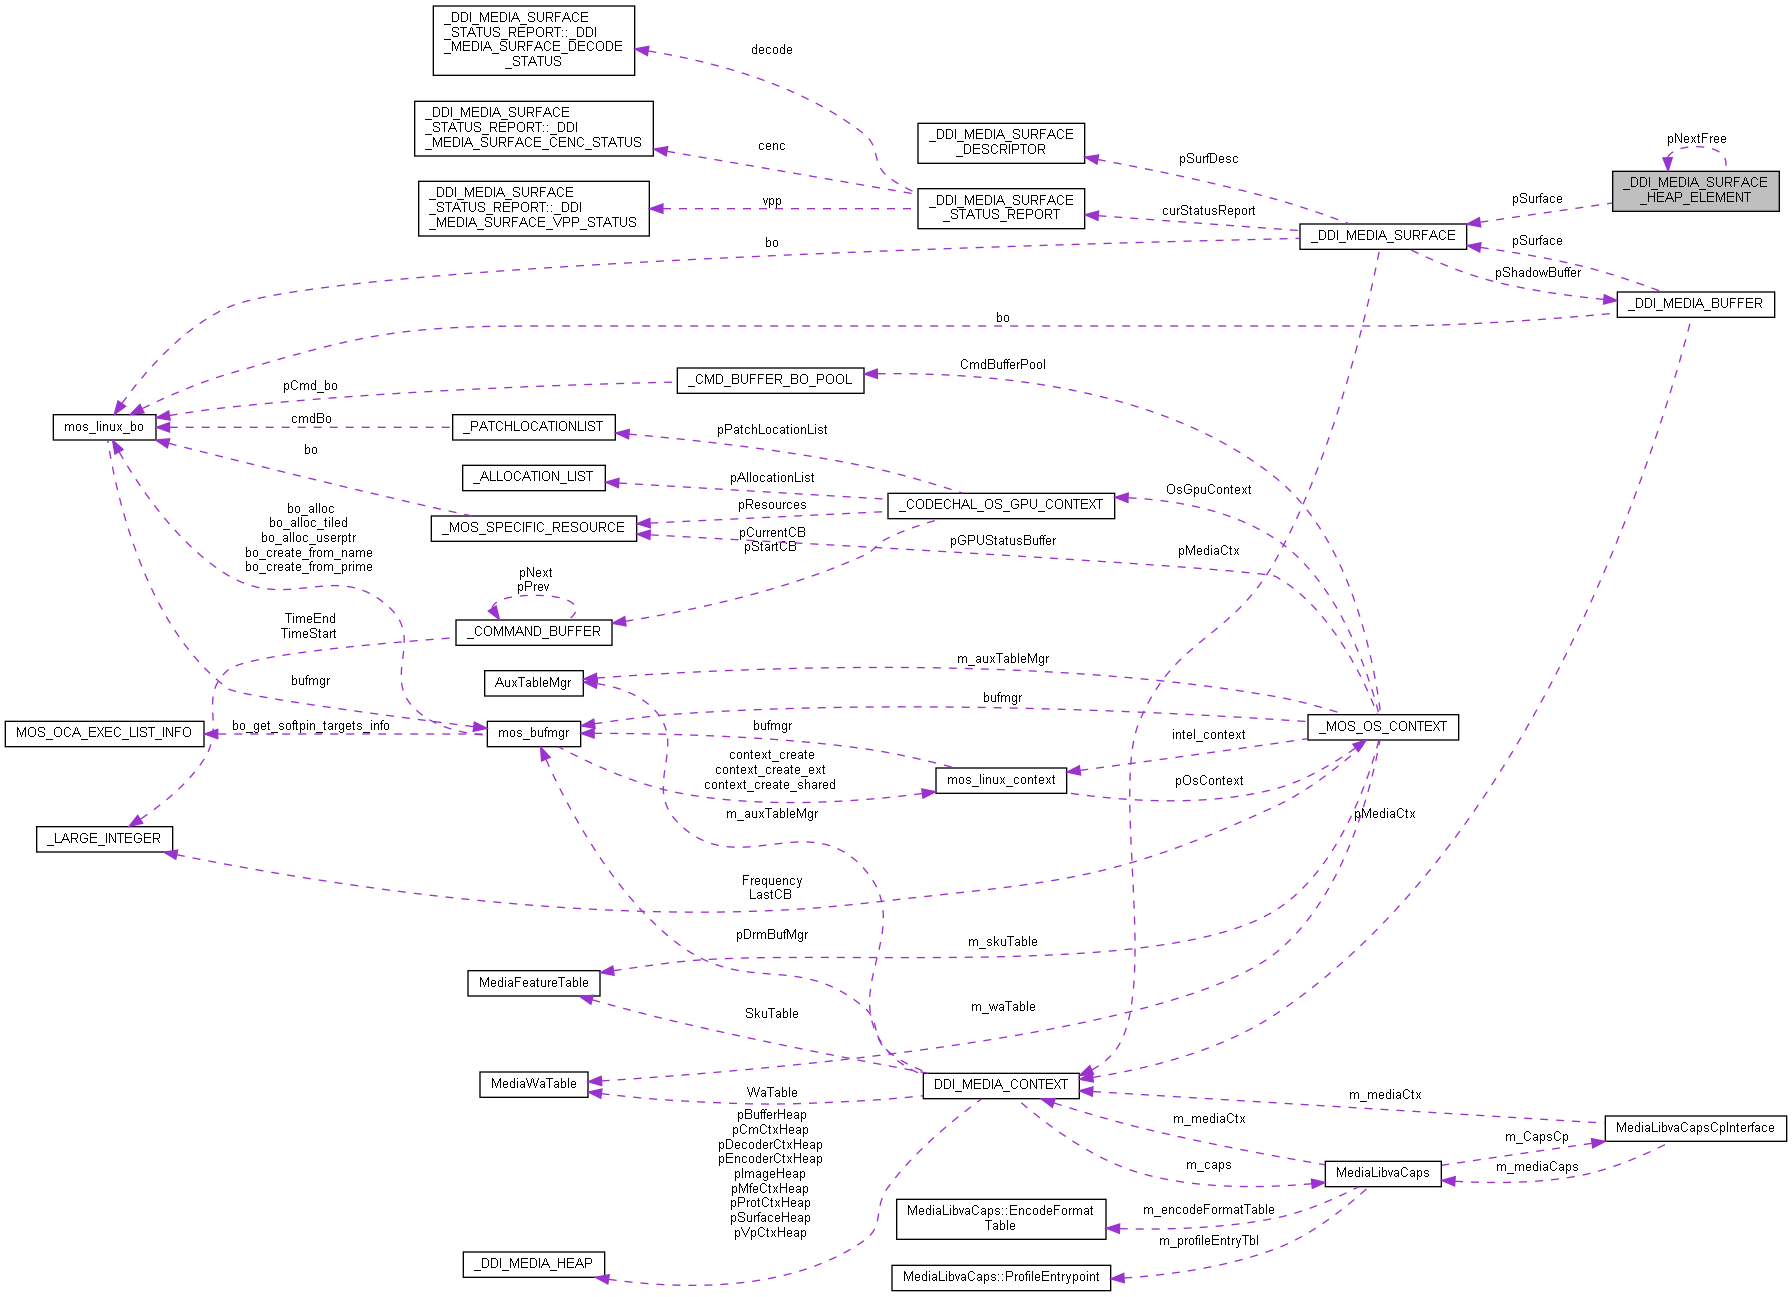 _DDI_MEDIA_SURFACE
_STATUS_REPORT::_DDI
_MEDIA_SURFACE_DECODE
_STATUS
decode
_DDI_MEDIA_SURFACE
_STATUS_REPORT::_DDI
_MEDIA_SURFACE_CENC_STATUS
cenc
_DDI_MEDIA_SURFACE
_DESCRIPTOR
pSurfDesc
pNextFree
_DDI_MEDIA_SURFACE
_HEAP_ELEMENT
_DDI_MEDIA_SURFACE
_STATUS_REPORT::_DDI
_MEDIA_SURFACE_VPP_STATUS
vpp
_DDI_MEDIA_SURFACE
_STATUS_REPORT
curStatusReport
pSurface
_DDI_MEDIA_SURFACE
pSurface
bo
pShadowBuffer
_DDI_MEDIA_BUFFER
bo
CmdBufferPool
pCmd_bo
_CMD_BUFFER_BO_POOL
mos_linux_bo
cmdBo
_PATCHLOCATIONLIST
pPatchLocationList
bo
_ALLOCATION_LIST
pAllocationList
OsGpuContext
_CODECHAL_OS_GPU_CONTEXT
pResources
_MOS_SPECIFIC_RESOURCE
bo_alloc
bo_alloc_tiled
bo_alloc_userptr
bo_create_from_name
bo_create_from_prime
pCurrentCB
pStartCB
pGPUStatusBuffer
pMediaCtx
pNext
pPrev
TimeEnd
TimeStart
_COMMAND_BUFFER
m_auxTableMgr
bufmgr
AuxTableMgr
bufmgr
MOS_OCA_EXEC_LIST_INFO
bo_get_softpin_targets_info
mos_bufmgr
bufmgr
intel_context
_MOS_OS_CONTEXT
context_create
context_create_ext
context_create_shared
mos_linux_context
pOsContext
m_auxTableMgr
pMediaCtx
_LARGE_INTEGER
Frequency
LastCB
pDrmBufMgr
m_skuTable
MediaFeatureTable
SkuTable
m_waTable
MediaWaTable
WaTable
DDI_MEDIA_CONTEXT
pBufferHeap
pCmCtxHeap
pDecoderCtxHeap
pEncoderCtxHeap
pImageHeap
pMfeCtxHeap
pProtCtxHeap
pSurfaceHeap
pVpCtxHeap
m_mediaCtx
m_mediaCtx
MediaLibvaCapsCpInterface
m_CapsCp
m_caps
MediaLibvaCaps
m_mediaCaps
MediaLibvaCaps::EncodeFormat
Table
m_encodeFormatTable
m_profileEntryTbl
_DDI_MEDIA_HEAP
MediaLibvaCaps::ProfileEntrypoint